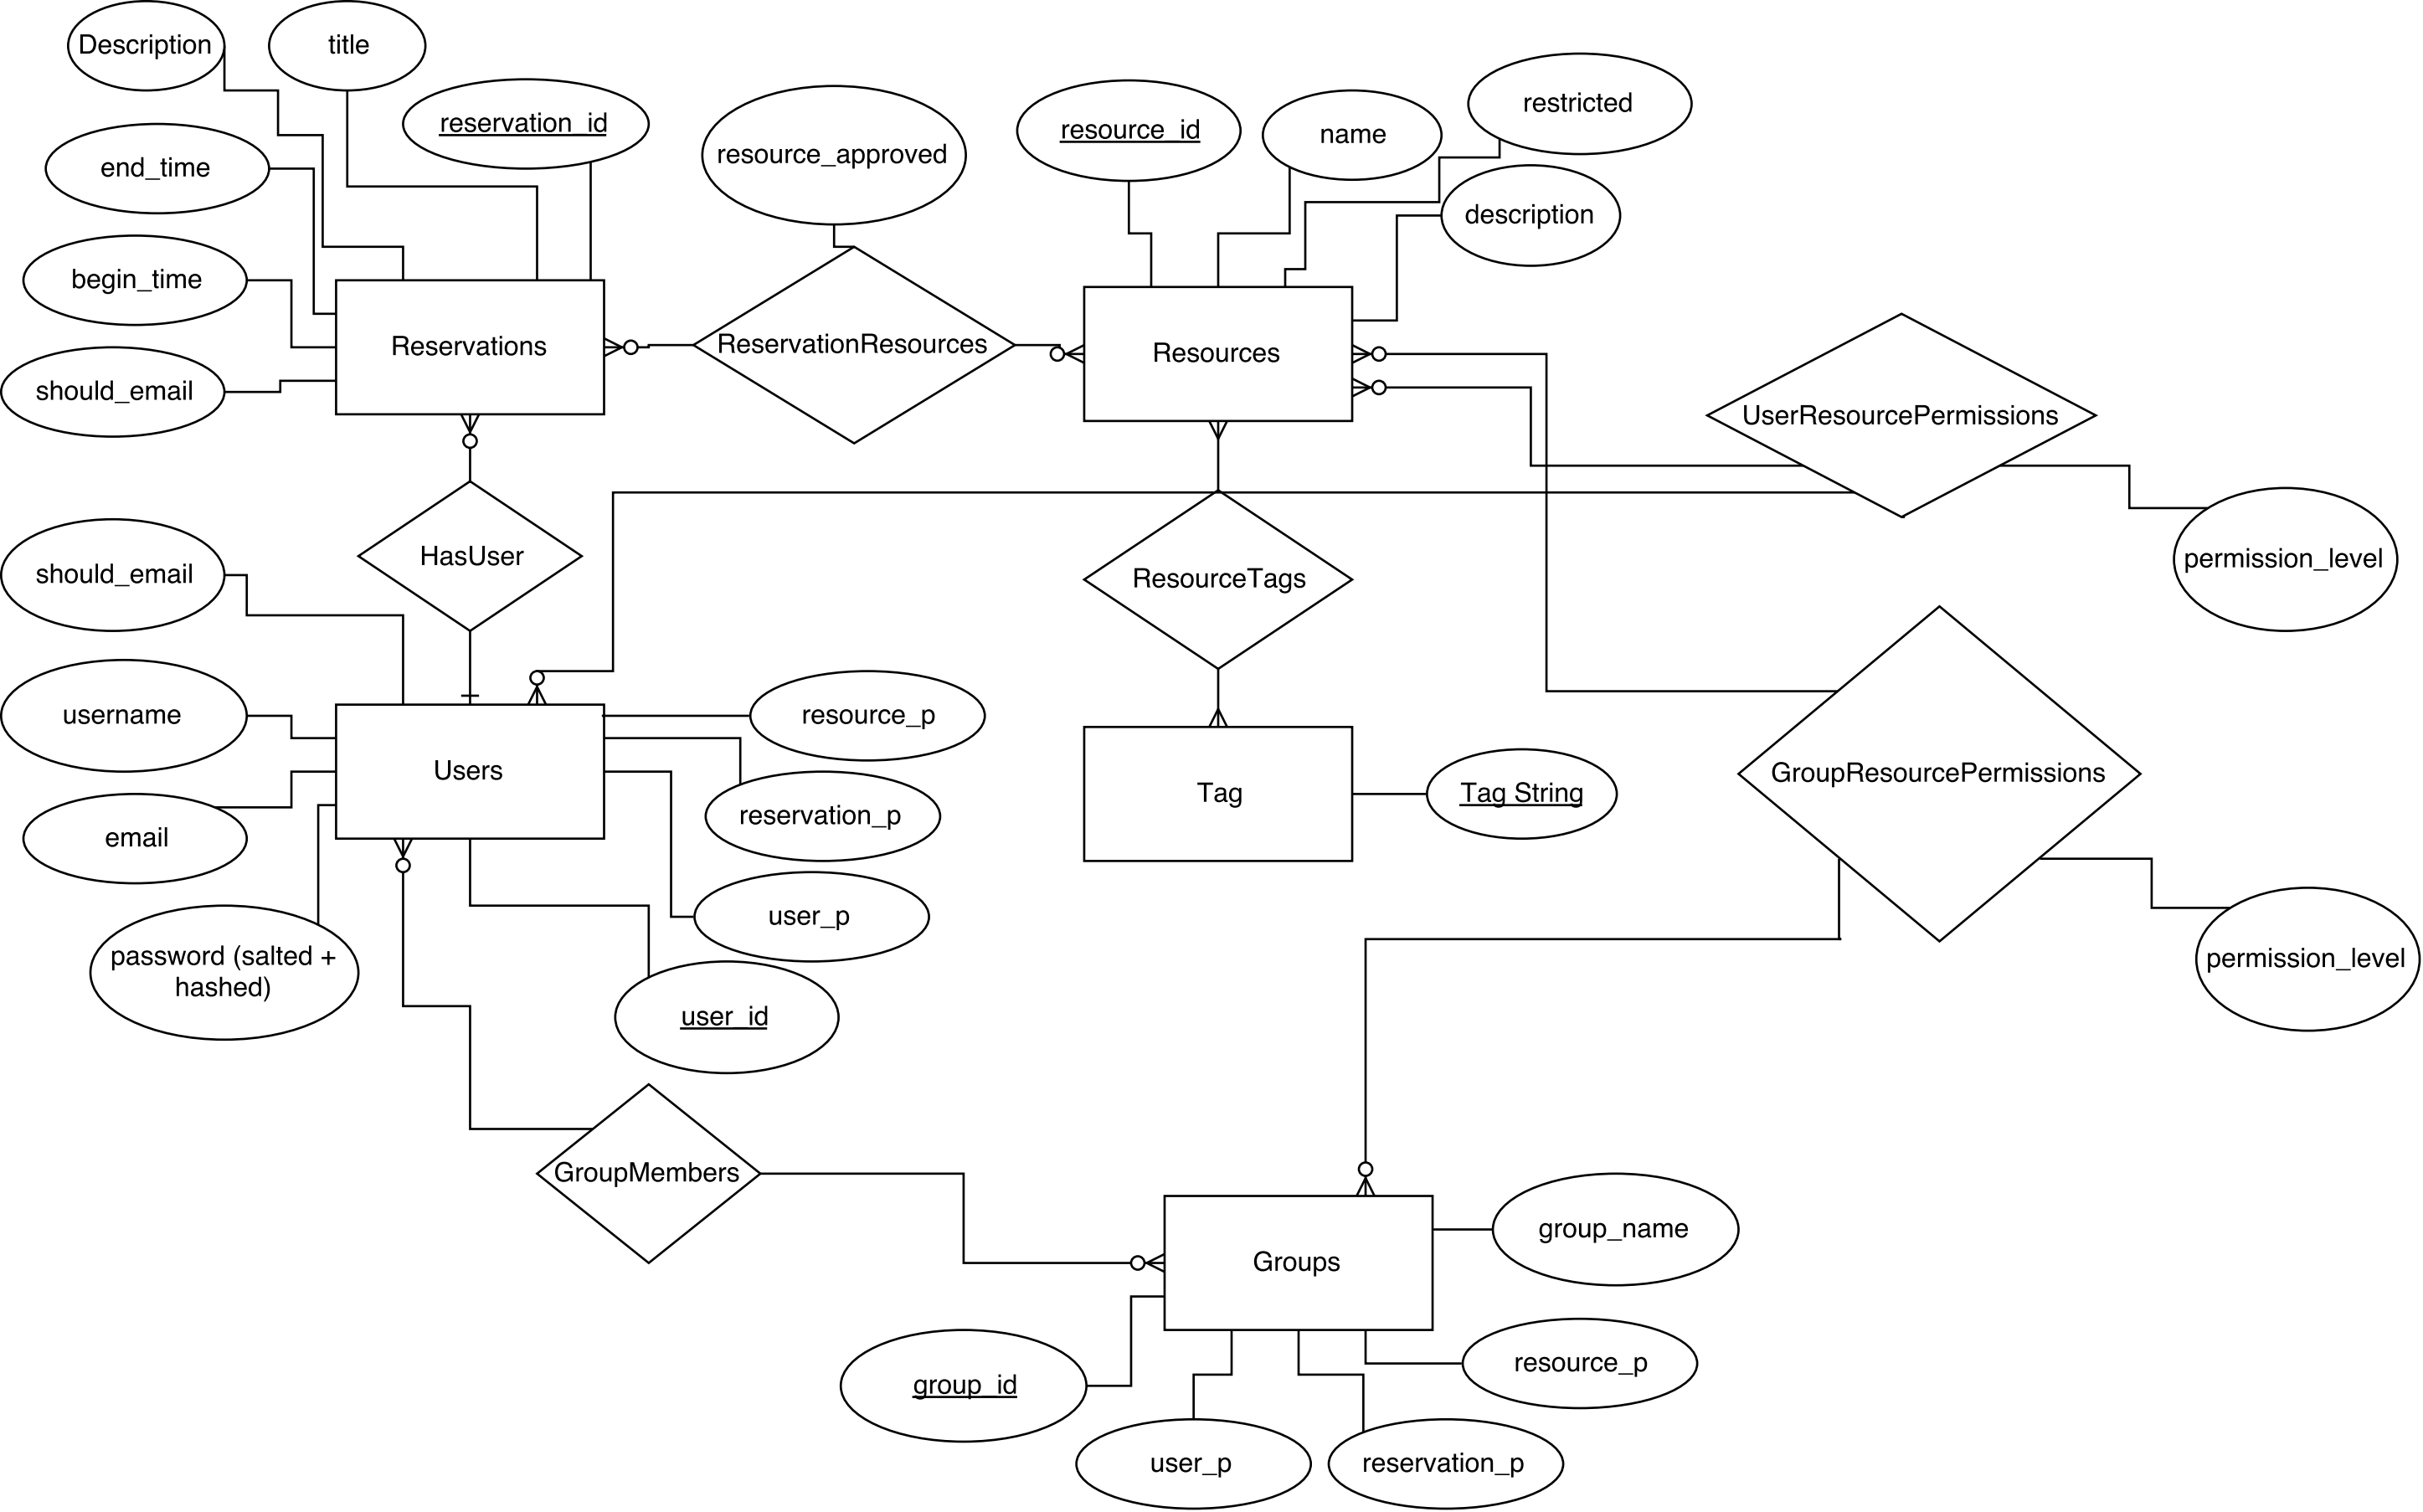 Description
title
reservation_id
resource_approved
resource_id
name
restricted
end_time
description
begin_time
Reservations
ReservationResources
Resources
should_email
UserResourcePermissions
HasUser
ResourceTags
permission_level
should_email
username
resource_p
Users
Tag
Tag String
GroupResourcePermissions
reservation_p
email
user_p
password (salted +
hashed)
permission_level
user_id
GroupMembers
group_name
Groups
resource_p
group_id
user_p
reservation_p